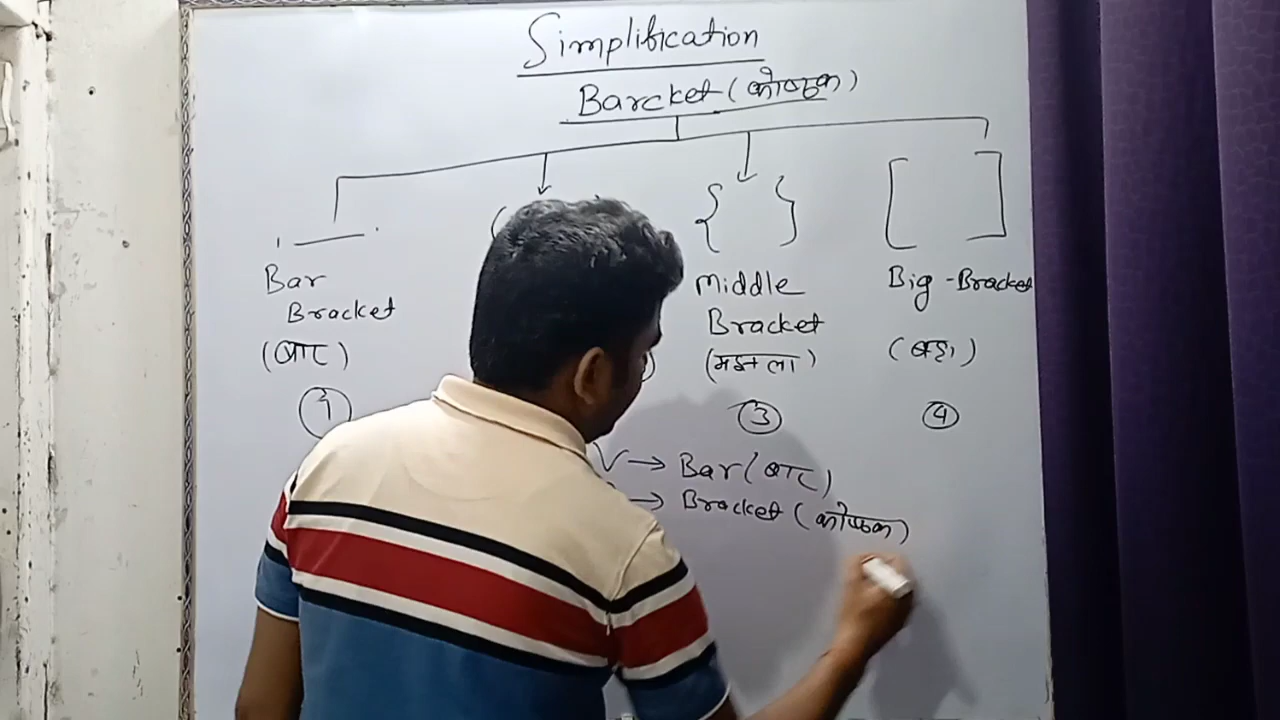 Simplification
Barcket (कोष्ठक)
( { } [ ]
Bar Bracket
(बार)
Middle Bracket
(मझला)
Big-Bracket
(बड़ा)
1
3
4
V → Bar (बार)
→ Bracket (कोष्ठक)